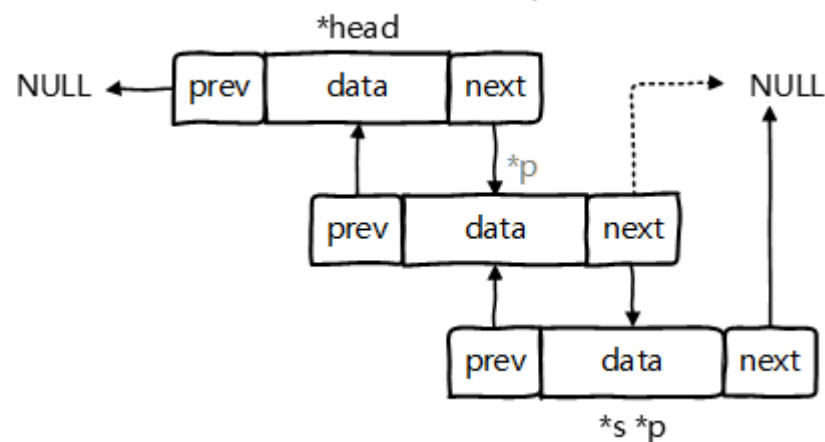 *head
NULL prev data next NULL
*p
prev data next
prev data next
*s *p